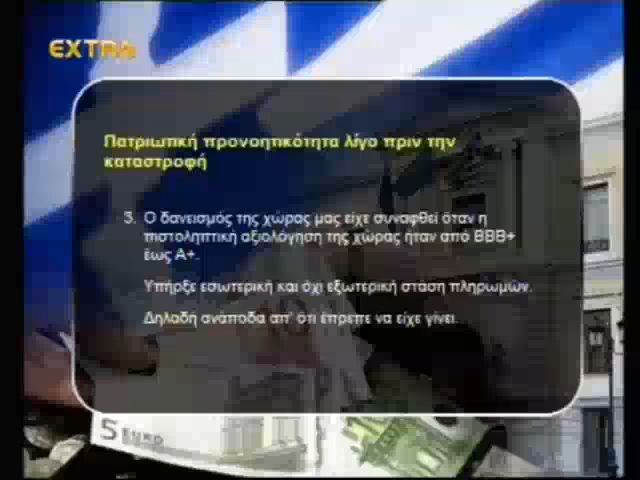 EXTRA
Πατριωτική προνοητικότητα λίγο πριν την
καταστροφή
3. Ο δανεισμός της χώρας μας είχε συναφθεί όταν η
πιστοληπτική αξιολόγηση της χώρας ήταν από BBB+
έως A+.
Υπήρξε εσωτερική και όχι εξωτερική στάση πληρωμών.
Δηλαδή ανάποδα απ' ότι έπρεπε να είχε γίνει.
5 EURO